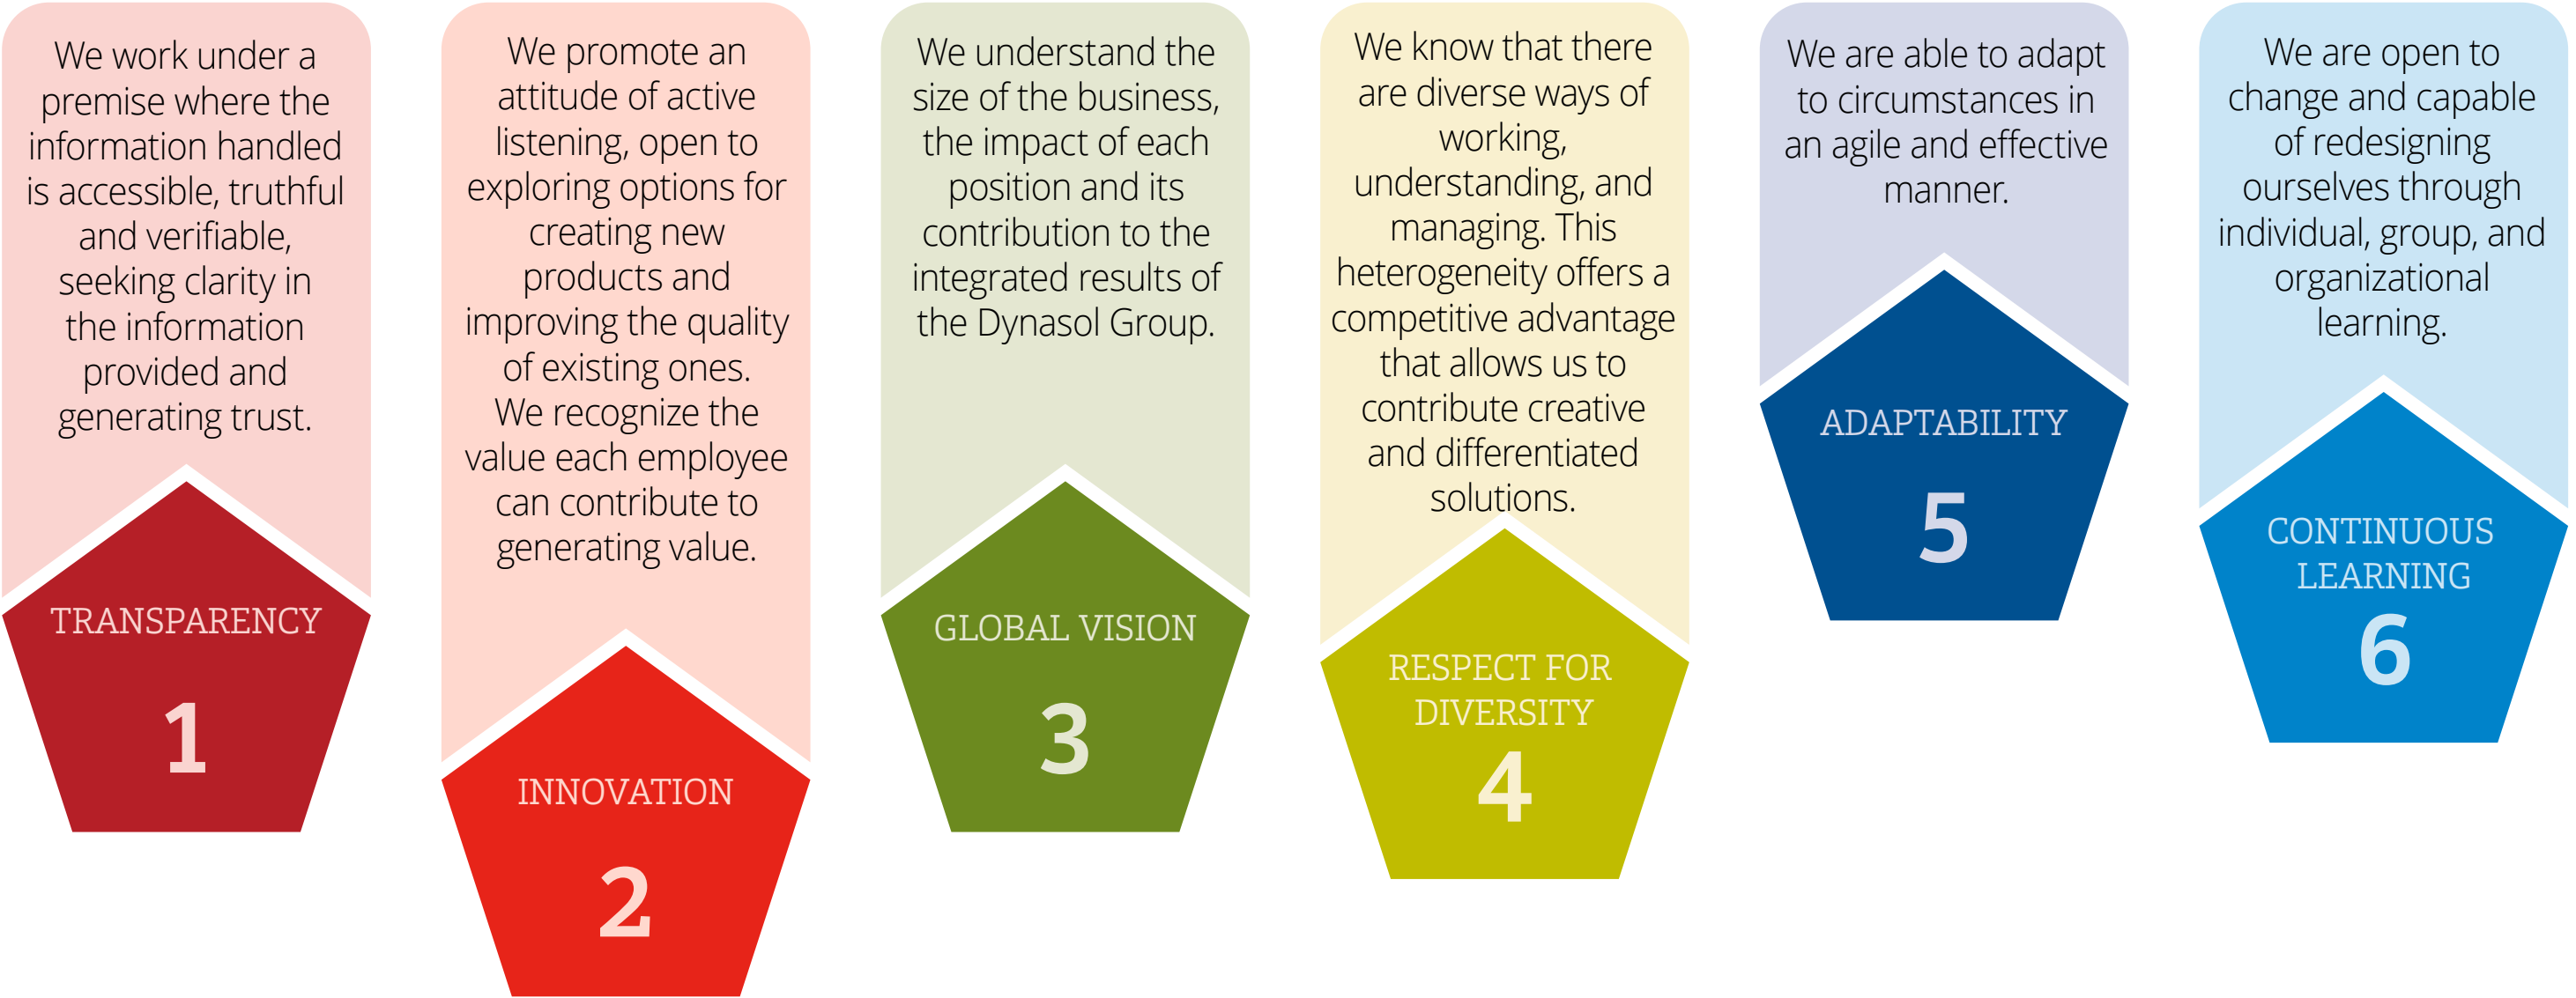 We work under a
premise where the
information handled
is accessible, truthful
and verifiable,
seeking clarity in
the information
provided and
generating trust.
TRANSPARENCY
1
We promote an
attitude of active
listening, open to
exploring options for
creating new
products and
improving the quality
of existing ones.
We recognize the
value each employee
can contribute to
generating value.
INNOVATION
2
We understand the
size of the business,
the impact of each
position and its
contribution to the
integrated results of
the Dynasol Group.
GLOBAL VISION
3
We know that there
are diverse ways of
working,
understanding, and
managing. This
heterogeneity offers a
competitive advantage
that allows us to
contribute creative
and differentiated
solutions.
RESPECT FOR
DIVERSITY
4
We are able to adapt
to circumstances in
an agile and effective
manner.
ADAPTABILITY
5
We are open to
change and capable
of redesigning
ourselves through
individual, group, and
organizational
learning.
CONTINUOUS
LEARNING
6